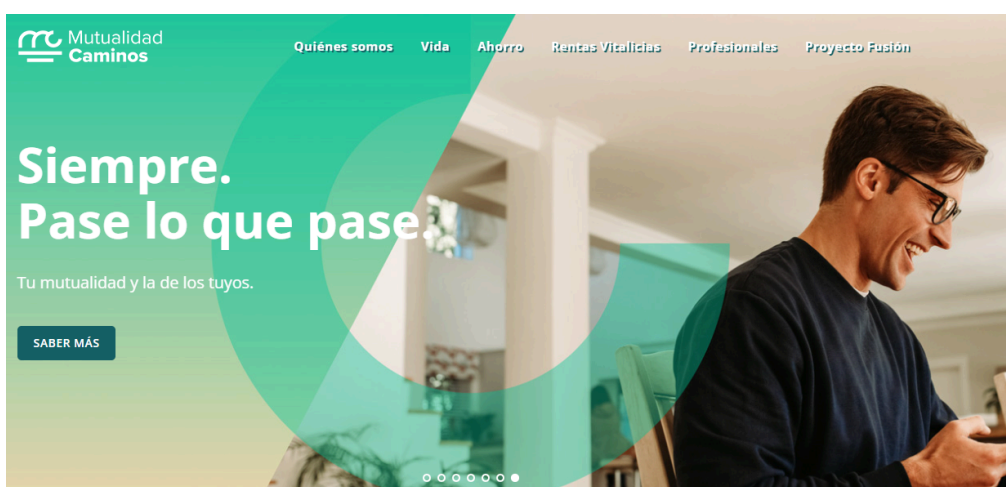 Mutualidad
Caminos
Quiénes somos Vida Ahorro Rentas Vitalicias Profesionales Proyecto Fusión
Siempre.
Pase lo que pase.
Tu mutualidad y la de los tuyos.
SABER MÁS